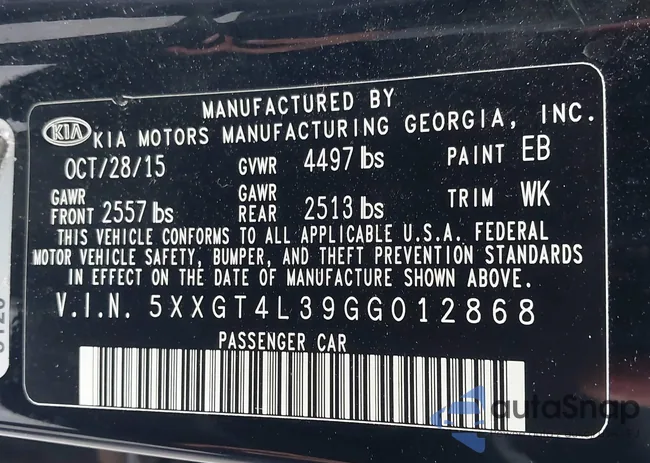 MANUFACTURED BY
KIA KIA MOTORS MANUFACTURING GEORGIA, INC.
OCT/28/15 GVWR 4497 lbs PAINT EB
GAWR FRONT 2557 lbs GAWR REAR 2513 lbs TRIM WK
THIS VEHICLE CONFORMS TO ALL APPLICABLE U.S.A. FEDERAL
MOTOR VEHICLE SAFETY, BUMPER, AND THEFT PREVENTION STANDARDS
IN EFFECT ON THE DATE OF MANUFACTURE SHOWN ABOVE.
V.I.N. 5XXGT4L39GG012868
PASSENGER CAR
autoSnap